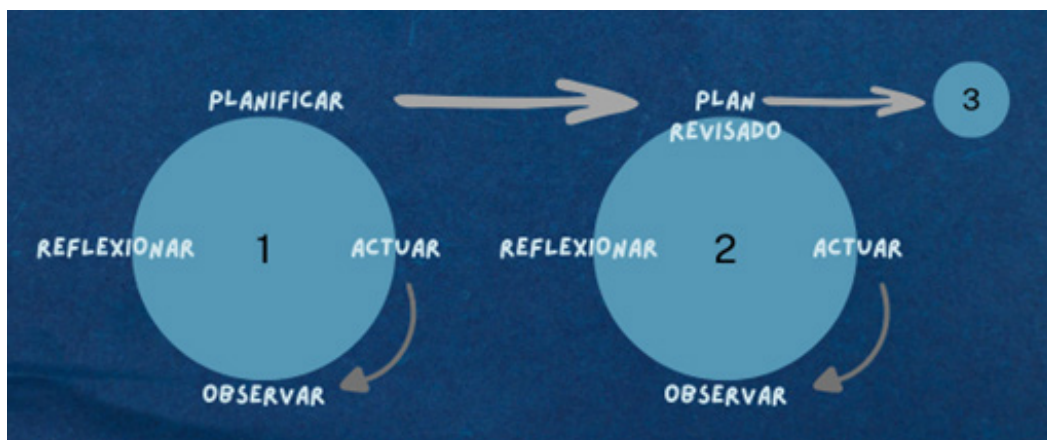 PLANIFICAR
PLAN
REVISADO
3
REFLEXIONAR
1
ACTUAR
REFLEXIONAR
2
ACTUAR
OBSERVAR
OBSERVAR